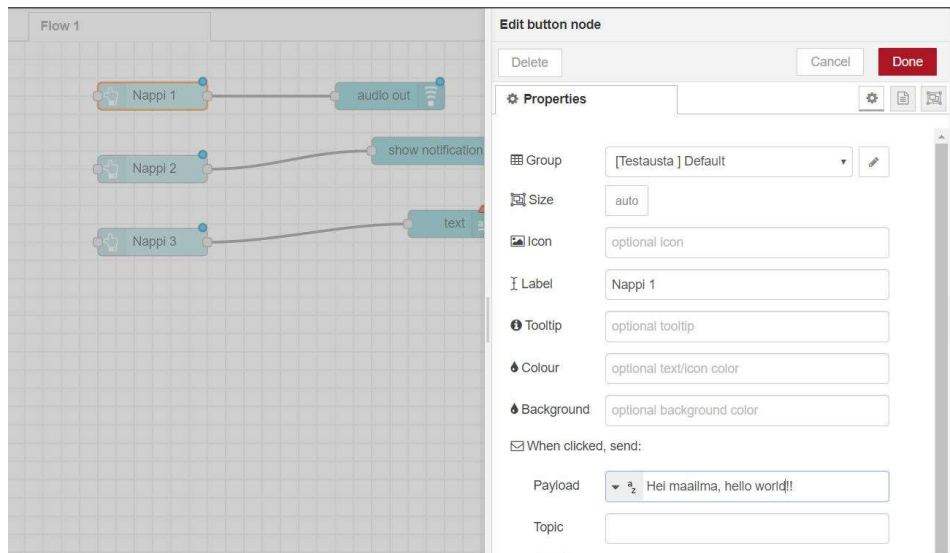 Flow 1
Edit button node
Delete
Cancel
Done
Properties
Nappi 1
audio out
Nappi 2
show notification
Nappi 3
text
Group
[Testausta ] Default
Size
auto
Icon
optional icon
Label
Nappi 1
Tooltip
optional tooltip
Colour
optional text/icon color
Background
optional background color
When clicked, send:
Payload
a
z
Hei maailma, hello world!!
Topic